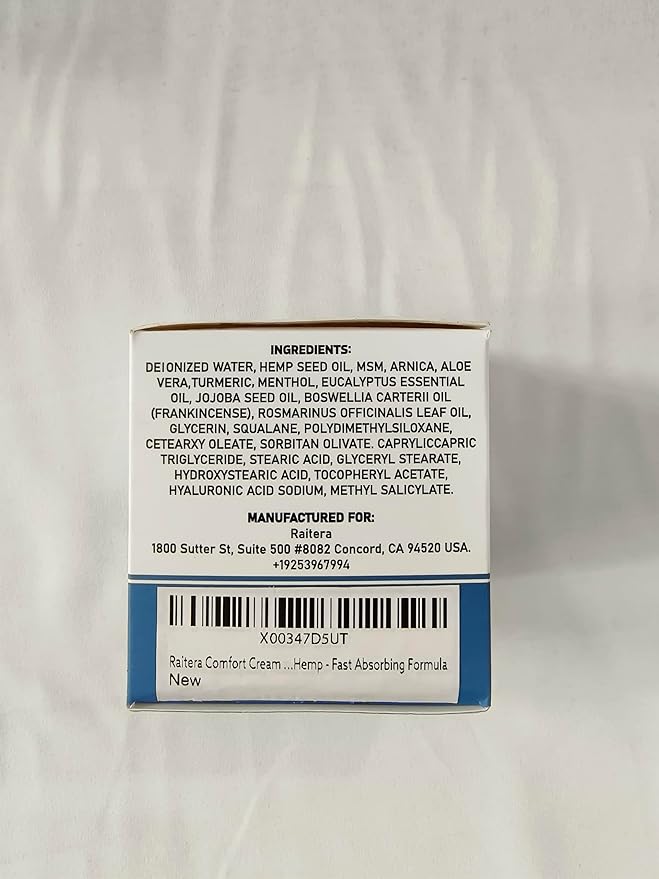 INGREDIENTS:
DEIONIZED WATER, HEMP SEED OIL, MSM, ARNICA, ALOE
VERA,TURMERIC, MENTHOL, EUCALYPTUS ESSENTIAL
OIL, JOJOBA SEED OIL, BOSWELLIA CARTERII OIL
(FRANKINCENSE), ROSMARINUS OFFICINALIS LEAF OIL,
GLYCERIN, SQUALANE, POLYDIMETHYLSILOXANE,
CETEARXY OLEATE, SORBITAN OLIVATE. CAPRYLICCAPRIC
TRIGLYCERIDE, STEARIC ACID, GLYCERYL STEARATE,
HYDROXYSTEARIC ACID, TOCOPHERYL ACETATE,
HYALURONIC ACID SODIUM, METHYL SALICYLATE.
MANUFACTURED FOR:
Raitera
1800 Sutter St, Suite 500 #8082 Concord, CA 94520 USA.
+19253967994
X00347D5UT
Raitera Comfort Cream ...Hemp - Fast Absorbing Formula
New